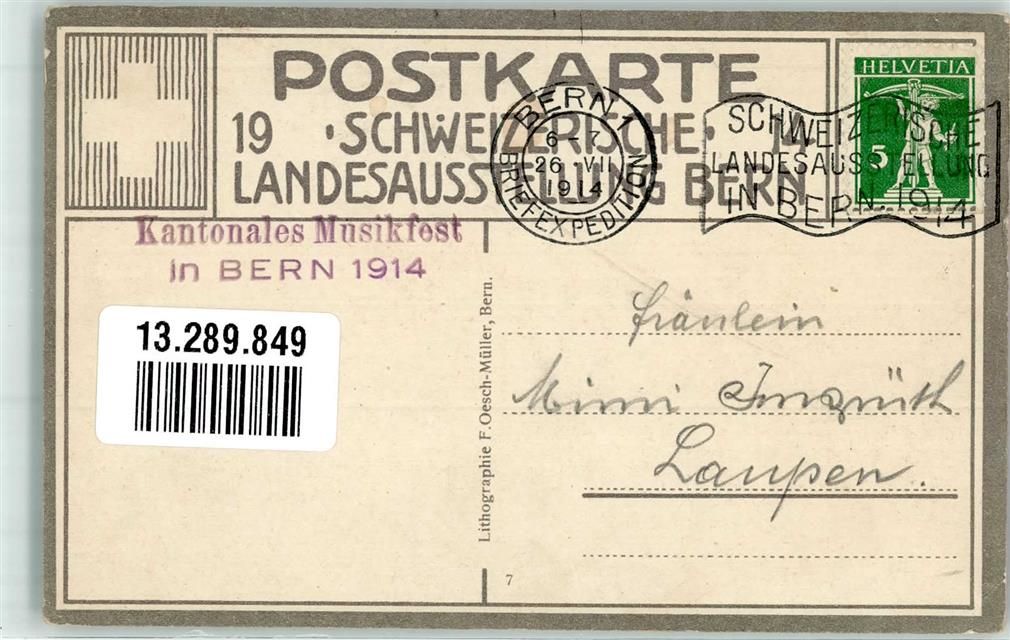 POSTKARTE
19 · SCHWEIZERISCHE · 14
LANDESAUSSTELLUNG BERN
HELVETIA
5
BERN 1
6-7
26 VII
1914
BRIEFEXPEDITION
SCHWEIZERISCHE
LANDESAUSSTELLUNG
IN BERN. 1914
Kantonales Musikfest
in BERN 1914
13.289.849
Lithographie F. Oesch-Müller, Bern.
Fräulein
Mimi
Laupen.
7